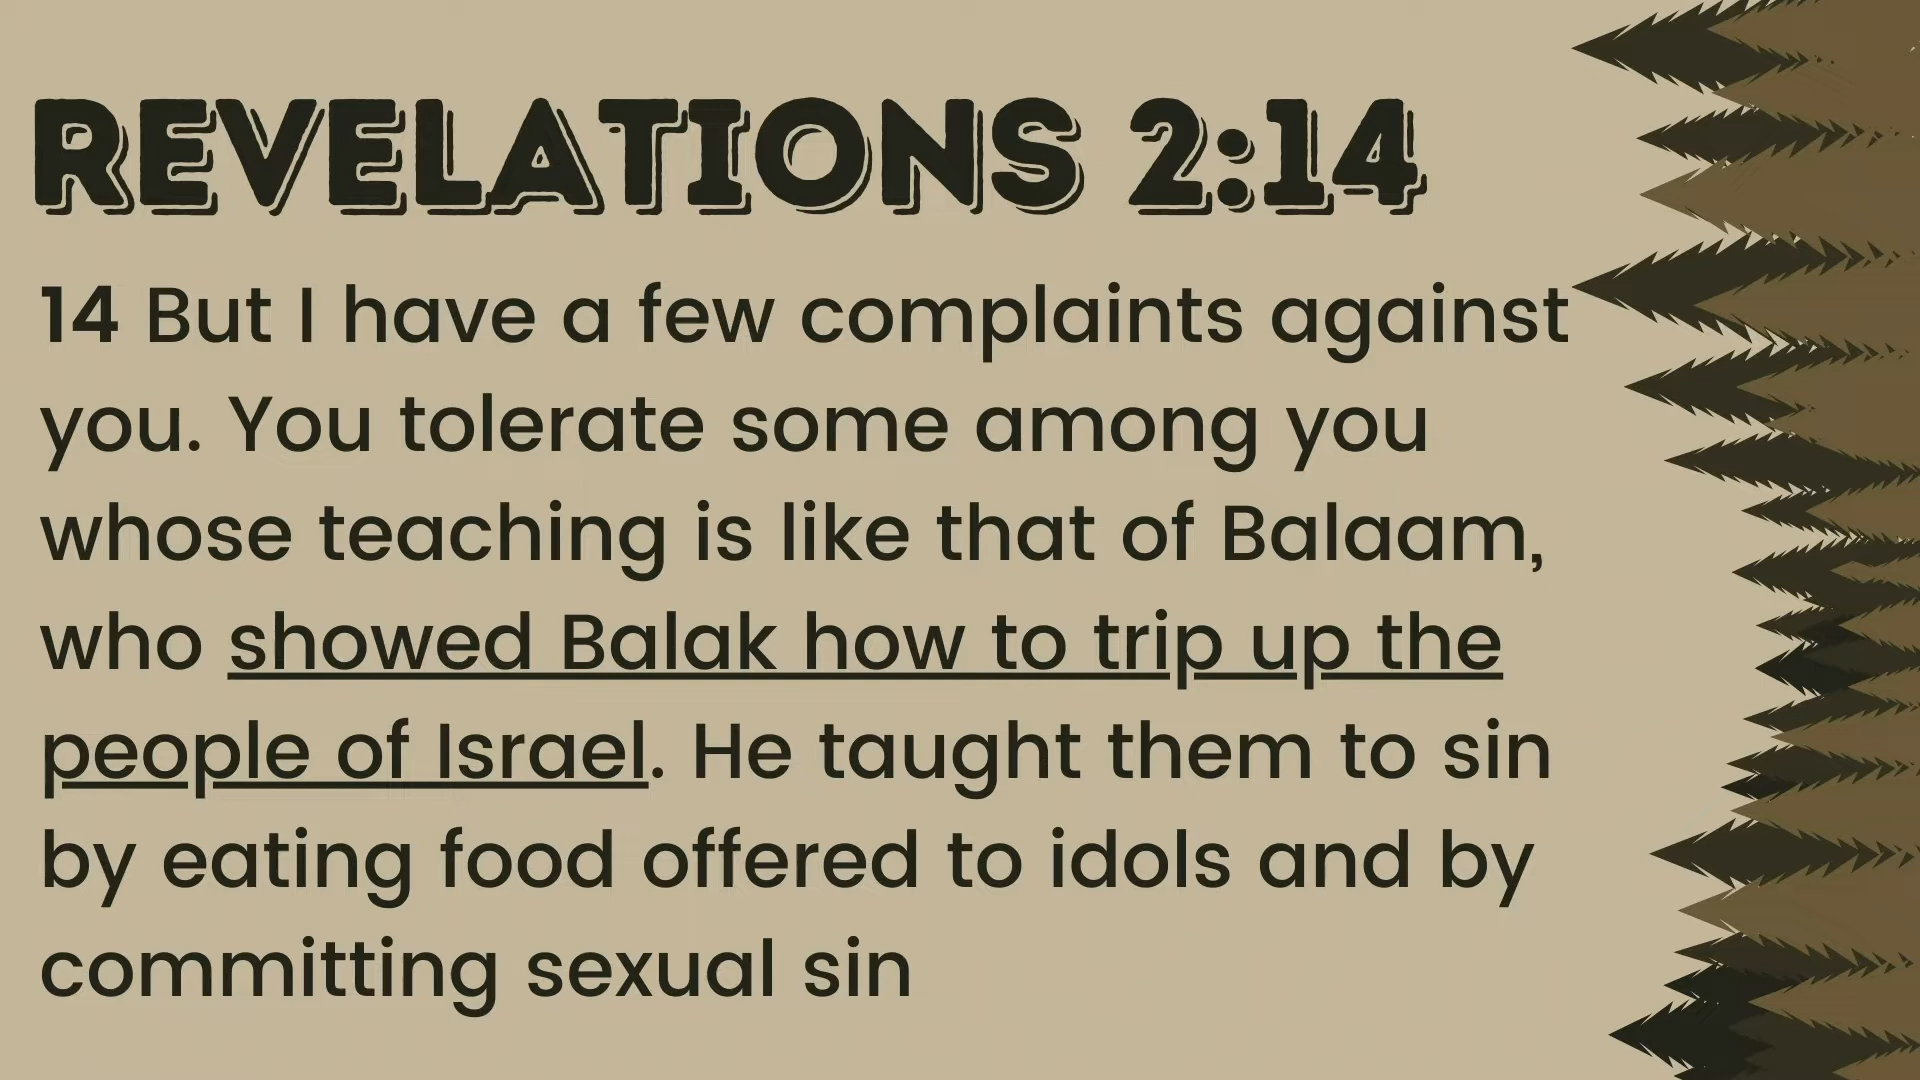 REVELATIONS 2:14
14 But I have a few complaints against
you. You tolerate some among you
whose teaching is like that of Balaam,
who showed Balak how to trip up the
people of Israel. He taught them to sin
by eating food offered to idols and by
committing sexual sin